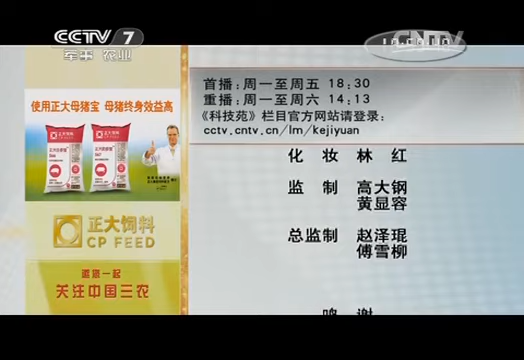 CCTV 7
军事 农业
CNTV
首播:周一至周五 18:30
重播:周一至周六 14:13
《科技苑》栏目官方网站请登录:
cctv.cntv.cn/lm/kejiyuan
使用正大母猪宝 母猪终身效益高
正大饲料
CP FEED
邀您一起
关注中国三农
化 妆 林 红
监 制 高大钢
黄显容
总监制 赵泽琨
傅雪柳
鸣 谢